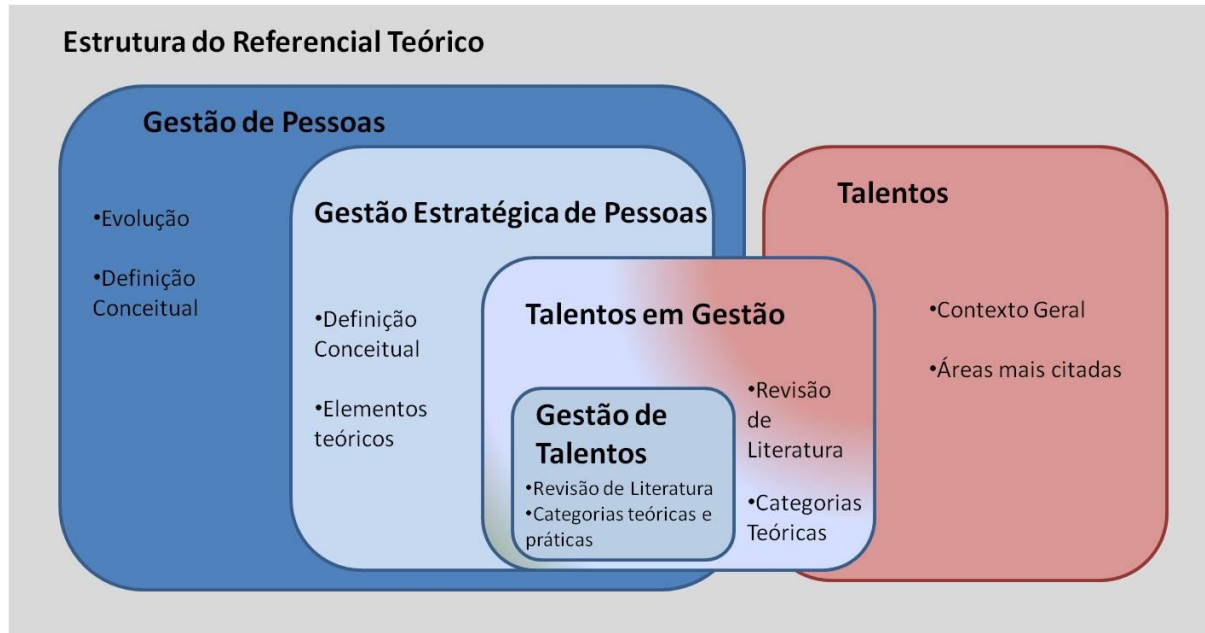 Estrutura do Referencial Teórico
Gestão de Pessoas
•Evolução
•Definição
Conceitual
Gestão Estratégica de Pessoas
•Definição
Conceitual
•Elementos
teóricos
Talentos em Gestão
•Revisão
de
Literatura
•Categorias
Teóricas
Gestão de
Talentos
•Revisão de Literatura
•Categorias teóricas e
práticas
Talentos
•Contexto Geral
•Áreas mais citadas